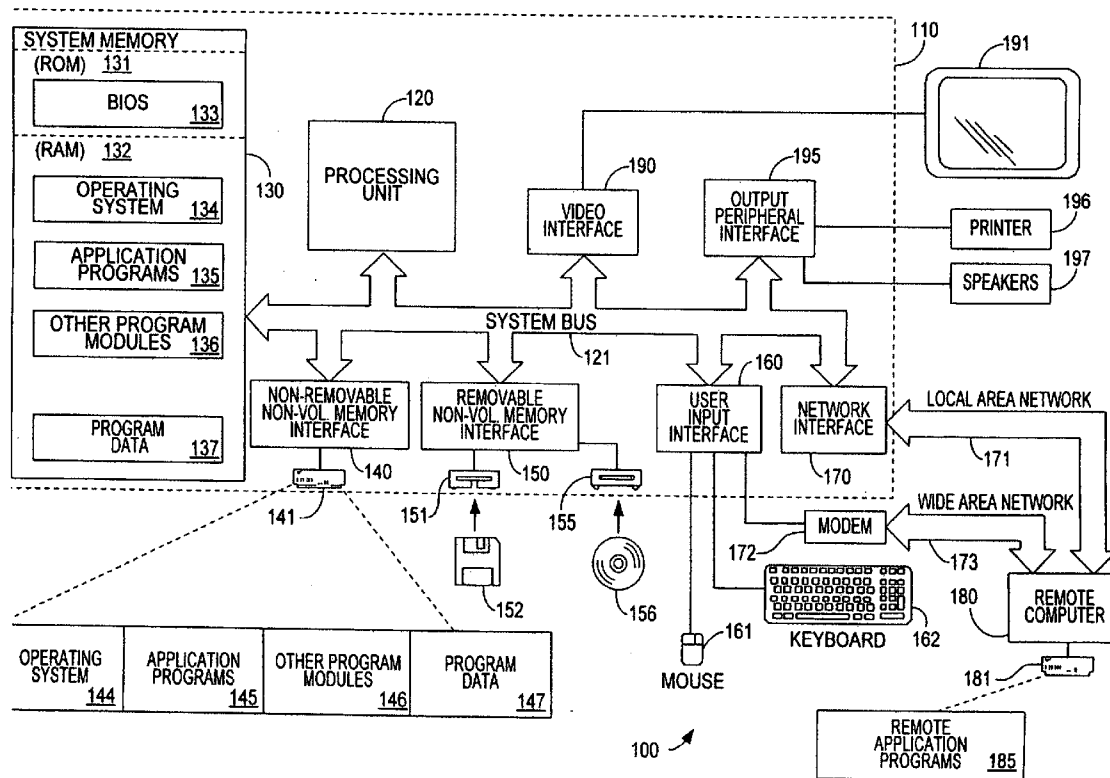 SYSTEM MEMORY
(ROM) 131
BIOS
133
(RAM) 132
OPERATING
SYSTEM
134
APPLICATION
PROGRAMS
135
OTHER PROGRAM
MODULES
136
PROGRAM
DATA
137
130
120
PROCESSING
UNIT
190
VIDEO
INTERFACE
195
OUTPUT
PERIPHERAL
INTERFACE
110
191
196
PRINTER
197
SPEAKERS
SYSTEM BUS
121
NON-REMOVABLE
NON-VOL. MEMORY
INTERFACE
140
REMOVABLE
NON-VOL. MEMORY
INTERFACE
150
160
USER
INPUT
INTERFACE
NETWORK
INTERFACE
170
LOCAL AREA NETWORK
171
141
151
155
152
156
WIDE AREA NETWORK
173
MODEM
172
161
MOUSE
KEYBOARD
162
180
REMOTE
COMPUTER
181
OPERATING
SYSTEM
144
APPLICATION
PROGRAMS
145
OTHER PROGRAM
MODULES
146
PROGRAM
DATA
147
100
REMOTE
APPLICATION
PROGRAMS
185